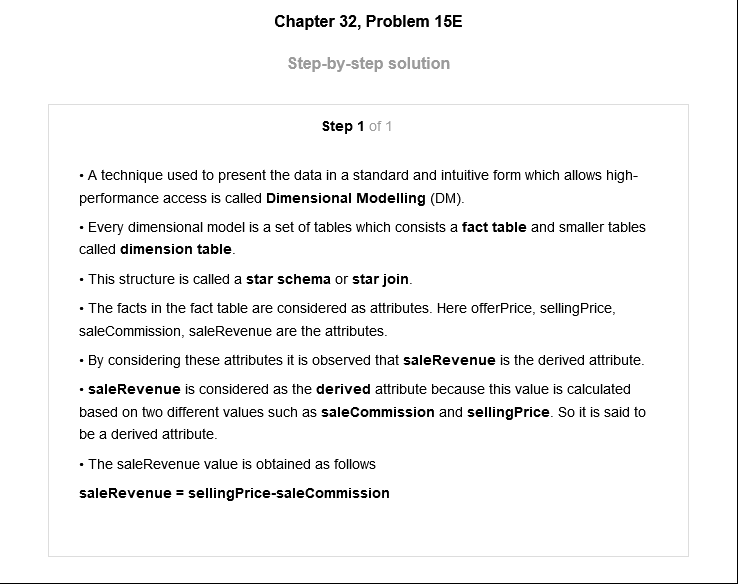 Chapter 32, Problem 15E
Step-by-step solution
Step 1 of 1
• A technique used to present the data in a standard and intuitive form which allows high-
performance access is called Dimensional Modelling (DM).
• Every dimensional model is a set of tables which consists a fact table and smaller tables
called dimension table.
• This structure is called a star schema or star join.
• The facts in the fact table are considered as attributes. Here offerPrice, sellingPrice,
saleCommission, saleRevenue are the attributes.
• By considering these attributes it is observed that saleRevenue is the derived attribute.
• saleRevenue is considered as the derived attribute because this value is calculated
based on two different values such as saleCommission and sellingPrice. So it is said to
be a derived attribute.
• The saleRevenue value is obtained as follows
saleRevenue = sellingPrice-saleCommission